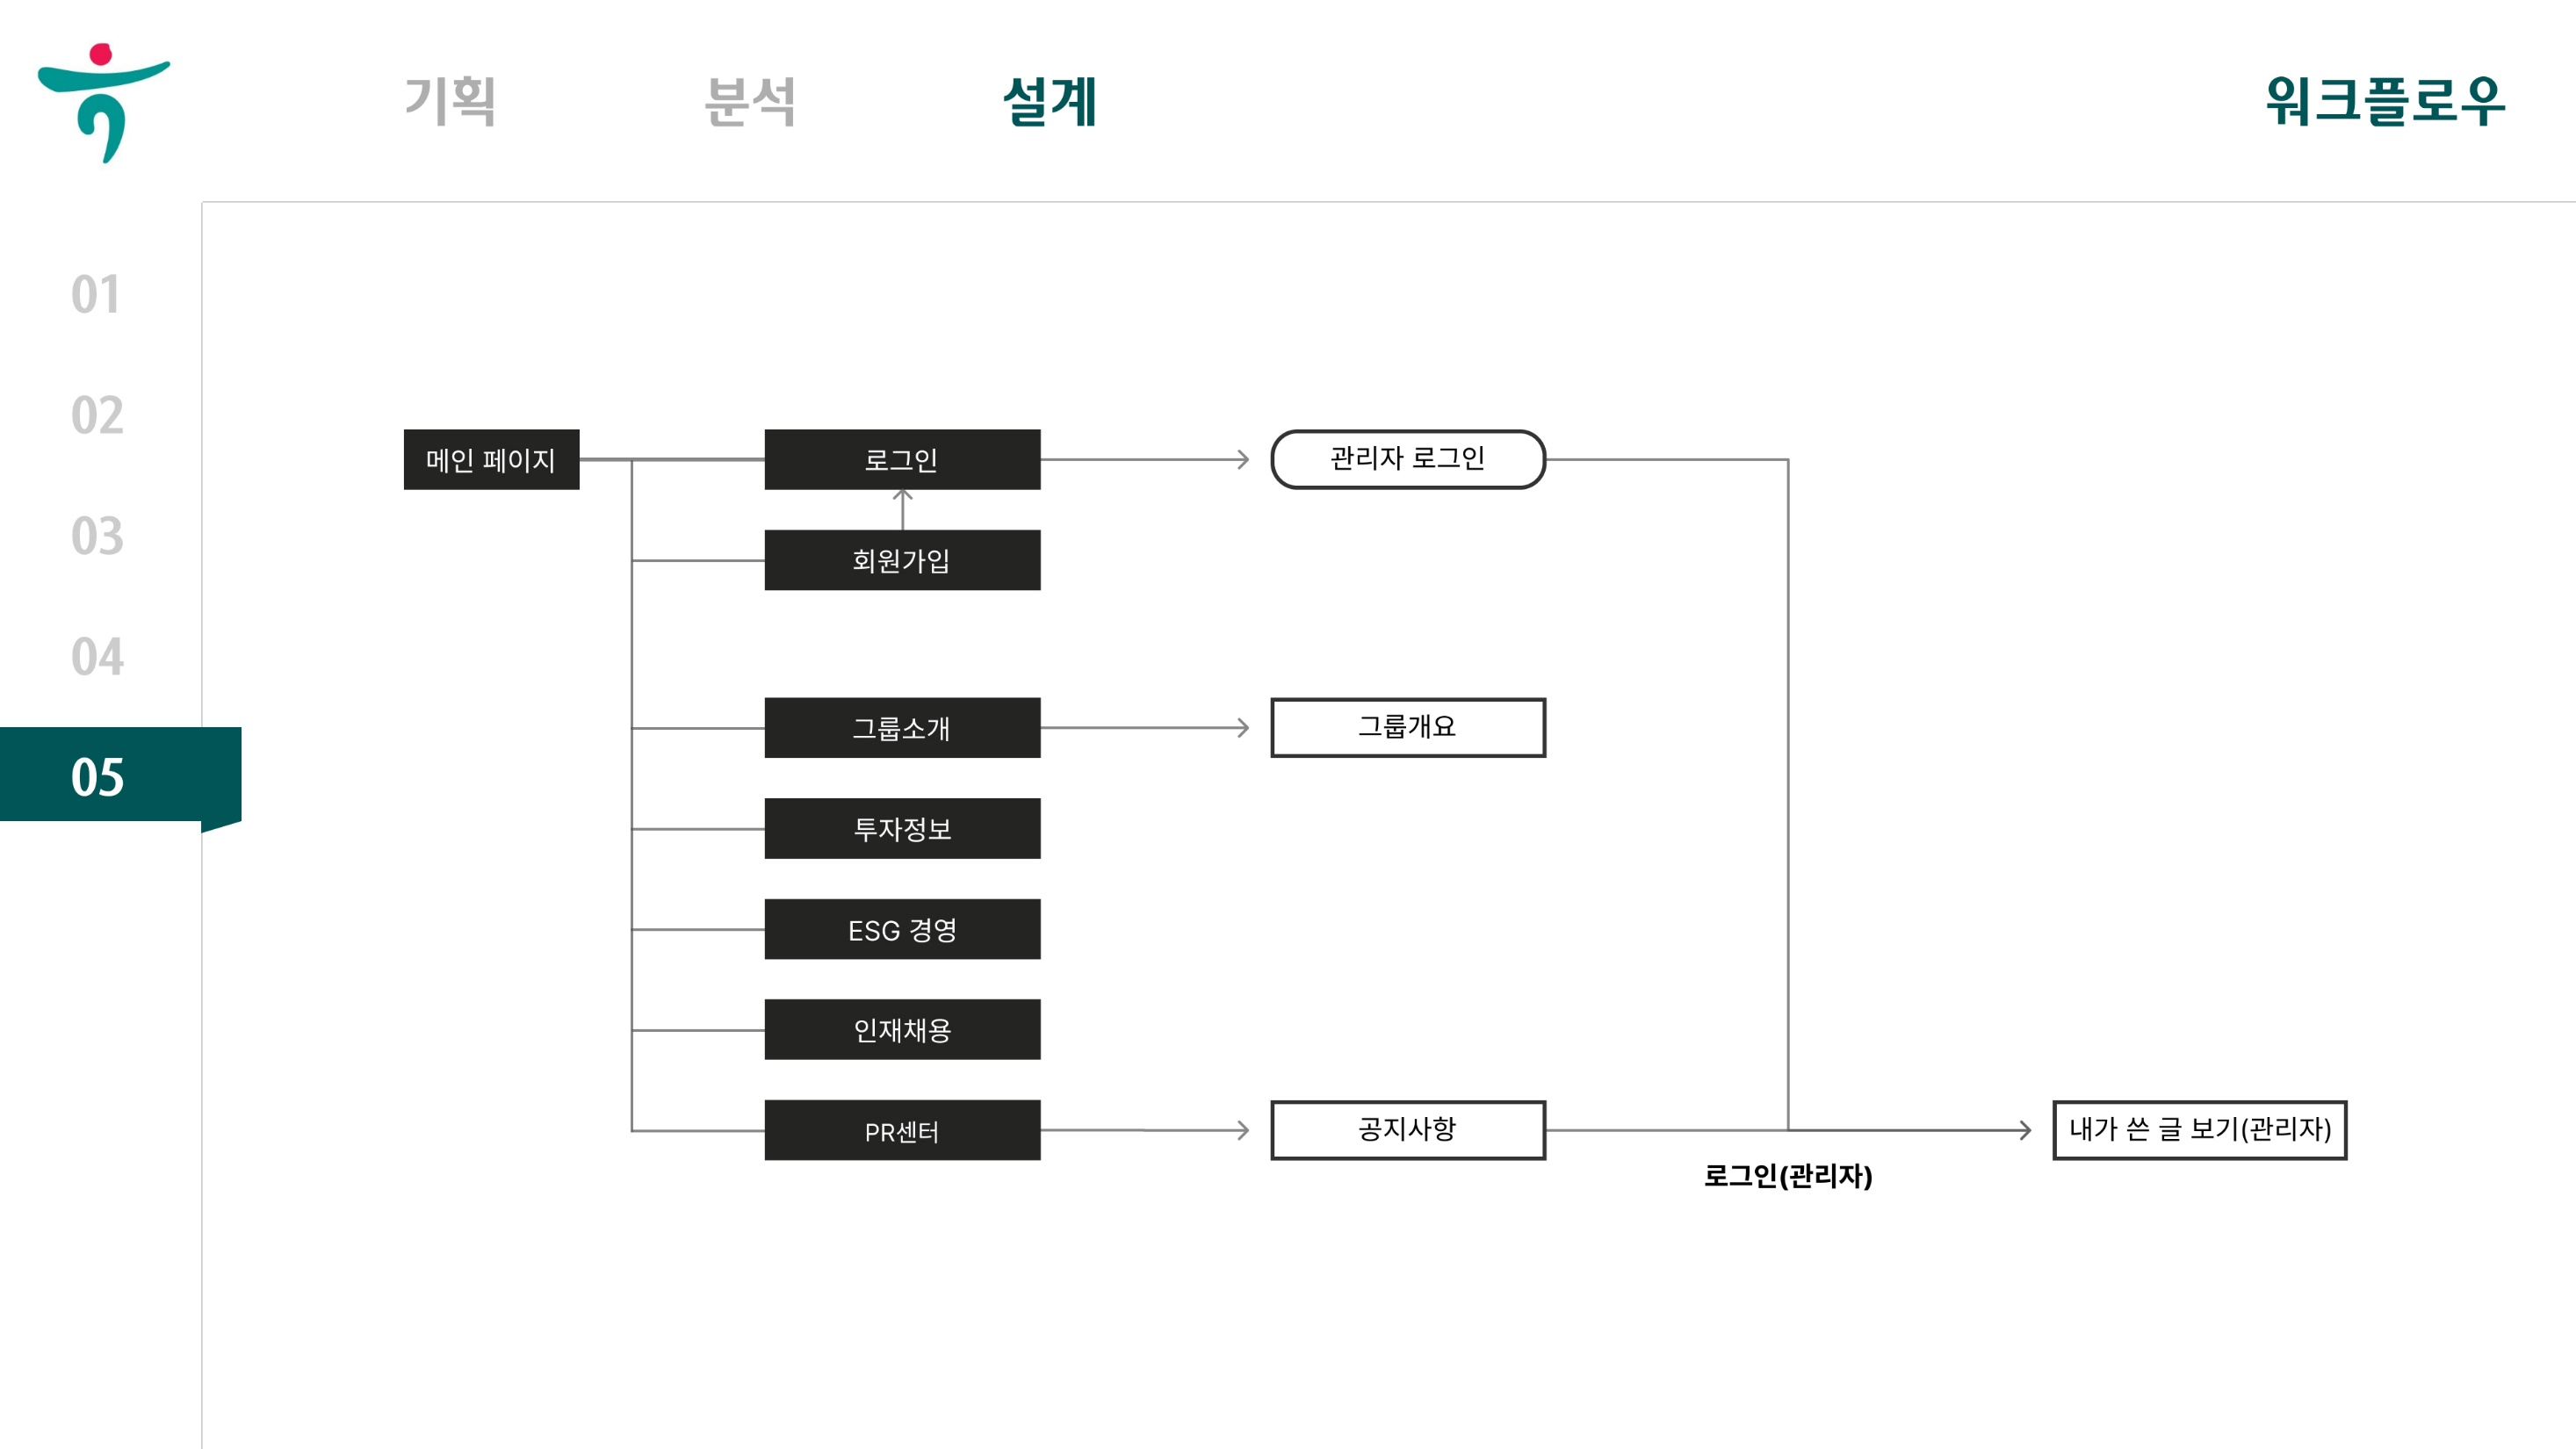 기획 분석 설계 워크플로우
01
02
03
04
05
메인 페이지 로그인 관리자 로그인
회원가입
그룹소개 그룹개요
투자정보
ESG 경영
인재채용
PR센터 공지사항 내가 쓴 글 보기(관리자)
로그인(관리자)